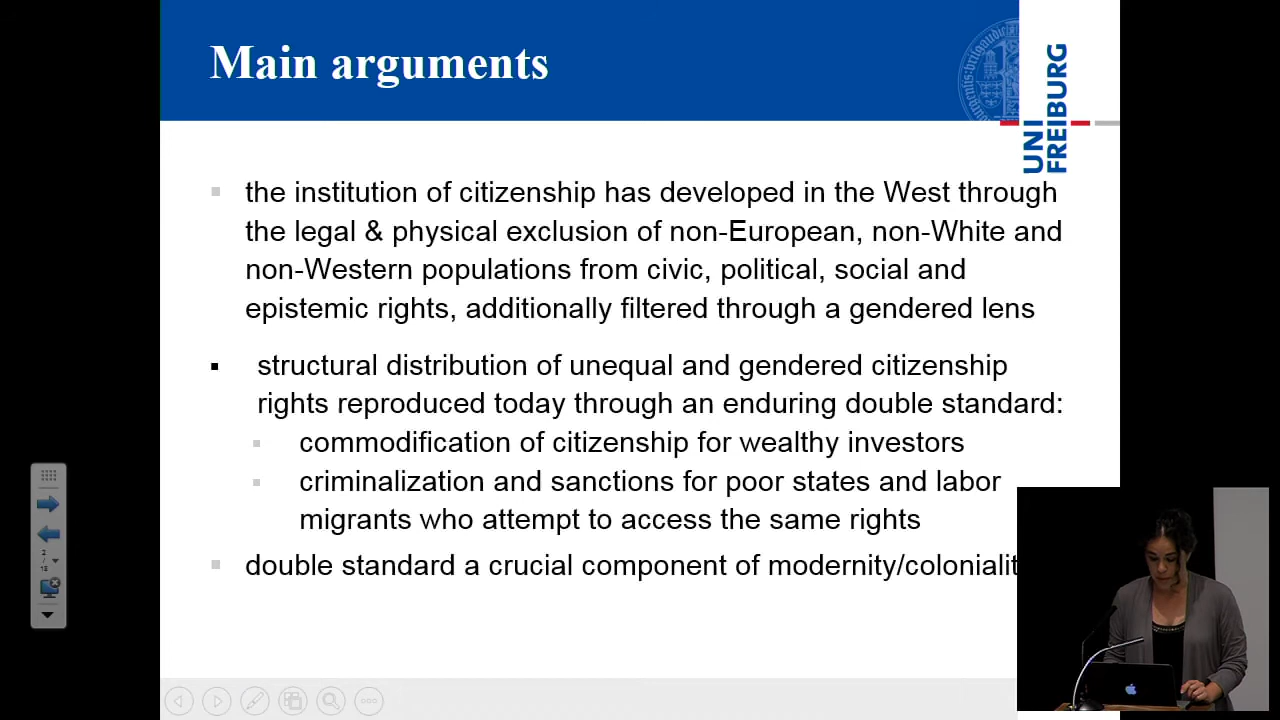 Main arguments
UNI
FREIBURG
the institution of citizenship has developed in the West through
the legal & physical exclusion of non-European, non-White and
non-Western populations from civic, political, social and
epistemic rights, additionally filtered through a gendered lens
structural distribution of unequal and gendered citizenship
rights reproduced today through an enduring double standard:
commodification of citizenship for wealthy investors
criminalization and sanctions for poor states and labor
migrants who attempt to access the same rights
double standard a crucial component of modernity/colonialit
2
/
18